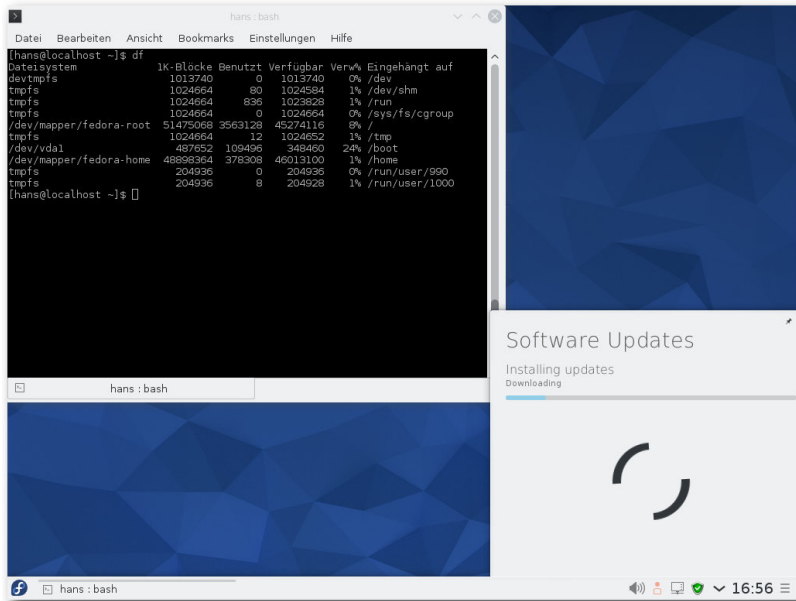 hans : bash
Datei Bearbeiten Ansicht Bookmarks Einstellungen Hilfe
[hans@localhost ~]$ df
Dateisystem 1K-Blöcke Benutzt Verfügbar Verw% Eingehängt auf
devtmpfs 1013740 0 1013740 0% /dev
tmpfs 1024664 80 1024584 1% /dev/shm
tmpfs 1024664 836 1023828 1% /run
tmpfs 1024664 0 1024664 0% /sys/fs/cgroup
/dev/mapper/fedora-root 51475068 3563128 45274116 8% /
tmpfs 1024664 12 1024652 1% /tmp
/dev/vda1 487652 109496 348460 24% /boot
/dev/mapper/fedora-home 48898364 378308 46013100 1% /home
tmpfs 204936 0 204936 0% /run/user/990
tmpfs 204936 8 204928 1% /run/user/1000
[hans@localhost ~]$
hans : bash
Software Updates
Installing updates
Downloading
hans : bash
16:56